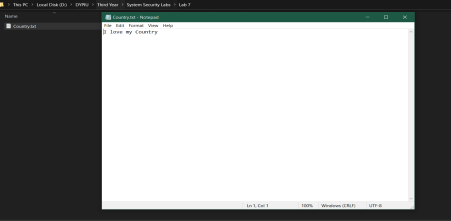 This PC > Local Disk (D:) > DYPIU > Third Year > System Security Labs > Lab 7
Name
Country.txt
Country.txt - Notepad
File Edit Format View Help
I love my Country
Ln 1, Col 1 100% Windows (CRLF) UTF-8